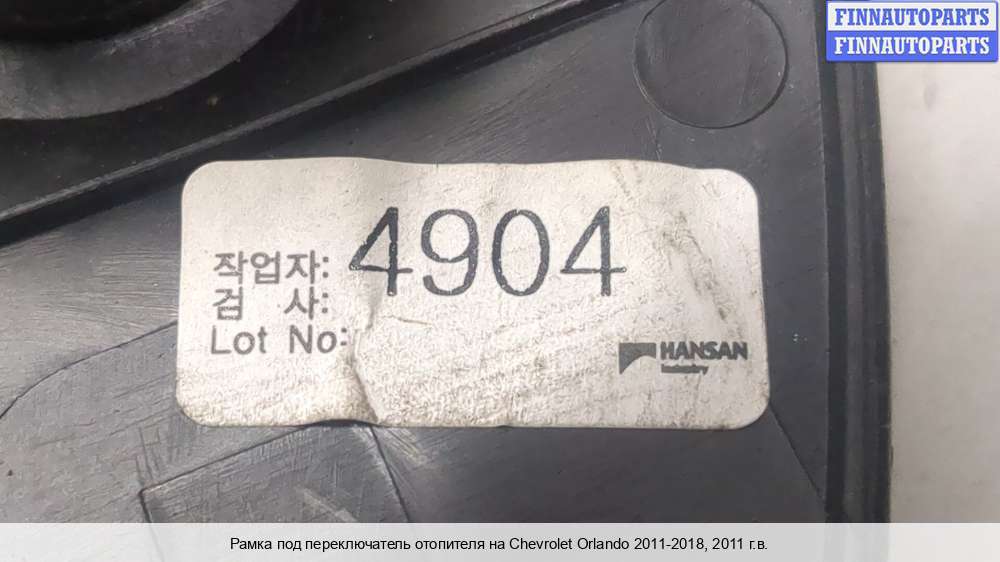 FINNAUTOPARTS
FINNAUTOPARTS
작업자: 4904
검 사:
Lot No:
HANSAN
Industry
Рамка под переключатель отопителя на Chevrolet Orlando 2011-2018, 2011 г.в.